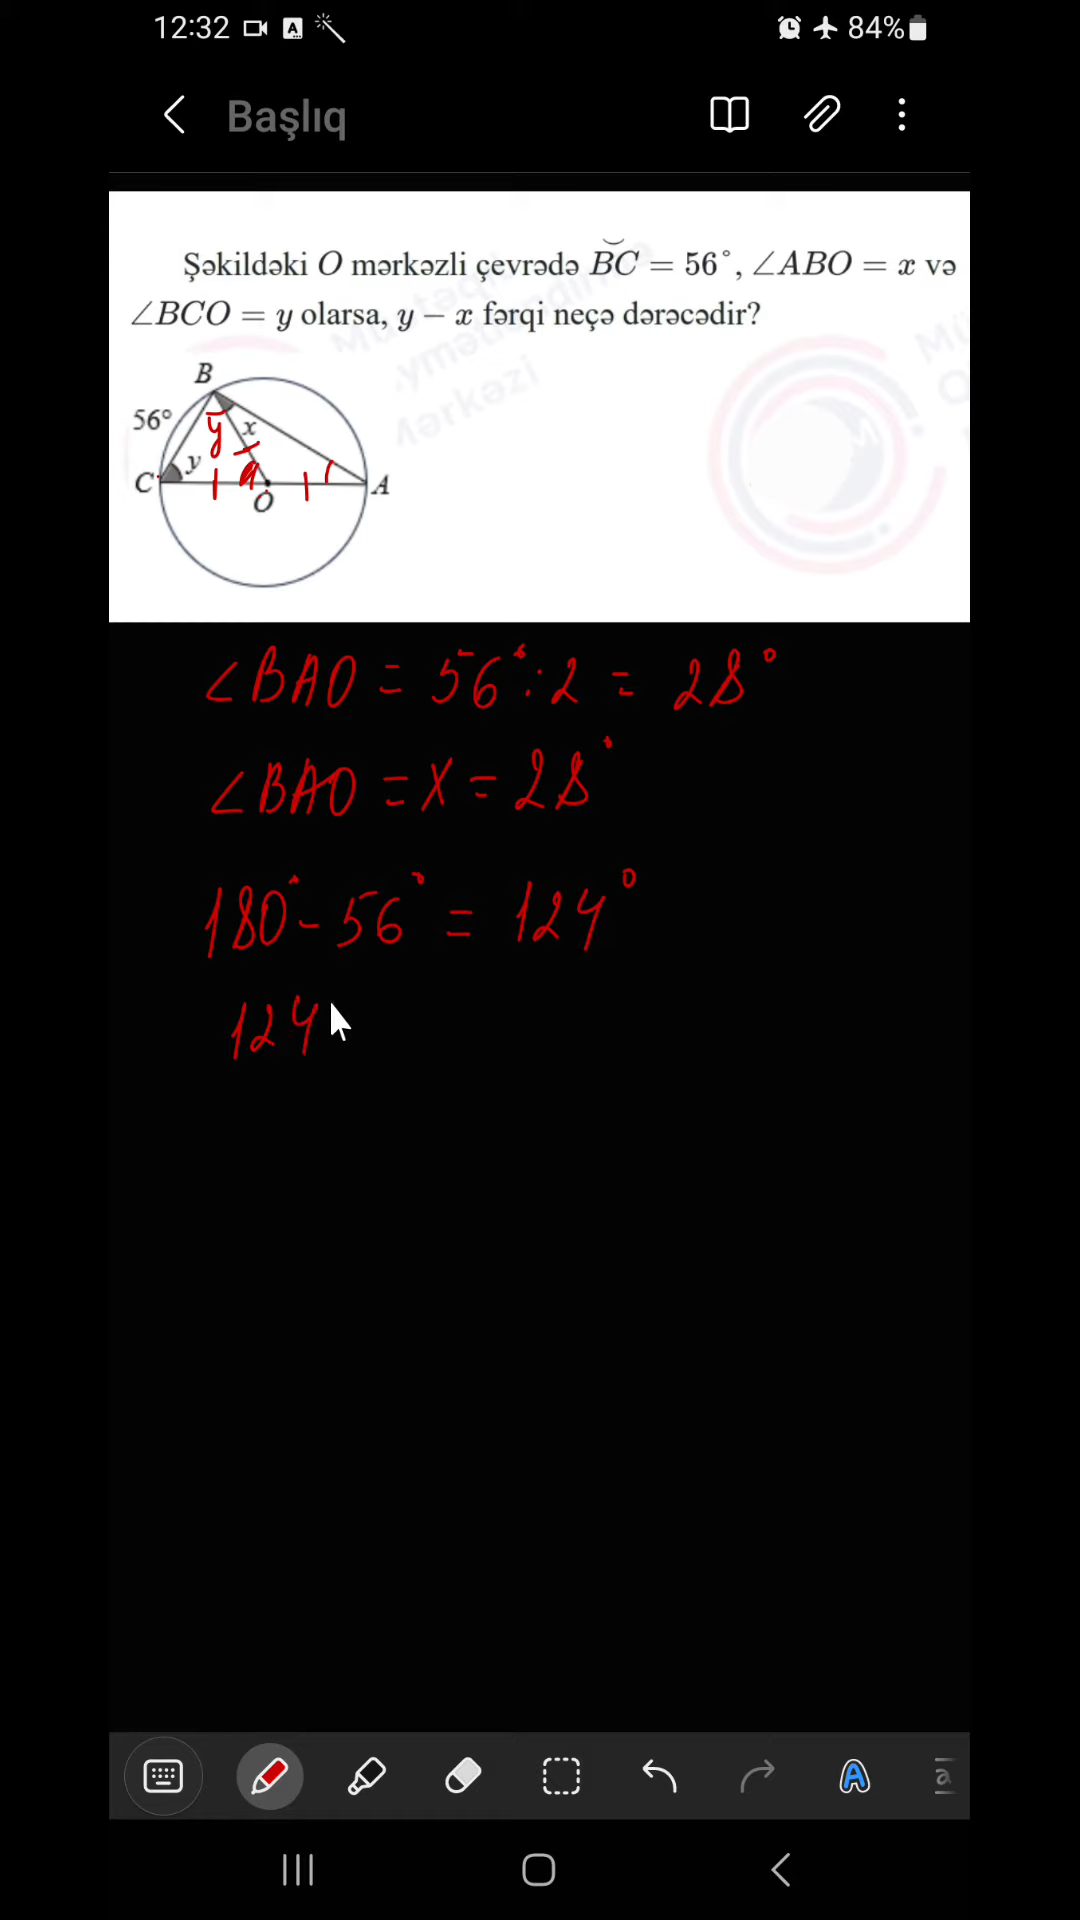 12:32 84%
Başlıq
Şəkildəki O mərkəzli çevrədə BC = 56°, ∠ABO = x və
∠BCO = y olarsa, y − x fərqi neçə dərəcədir?
B
56°
y x
C y a A
O
∠BAO = 56° : 2 = 28°
∠BAO = x = 28°
180° - 56° = 124°
124
A
a